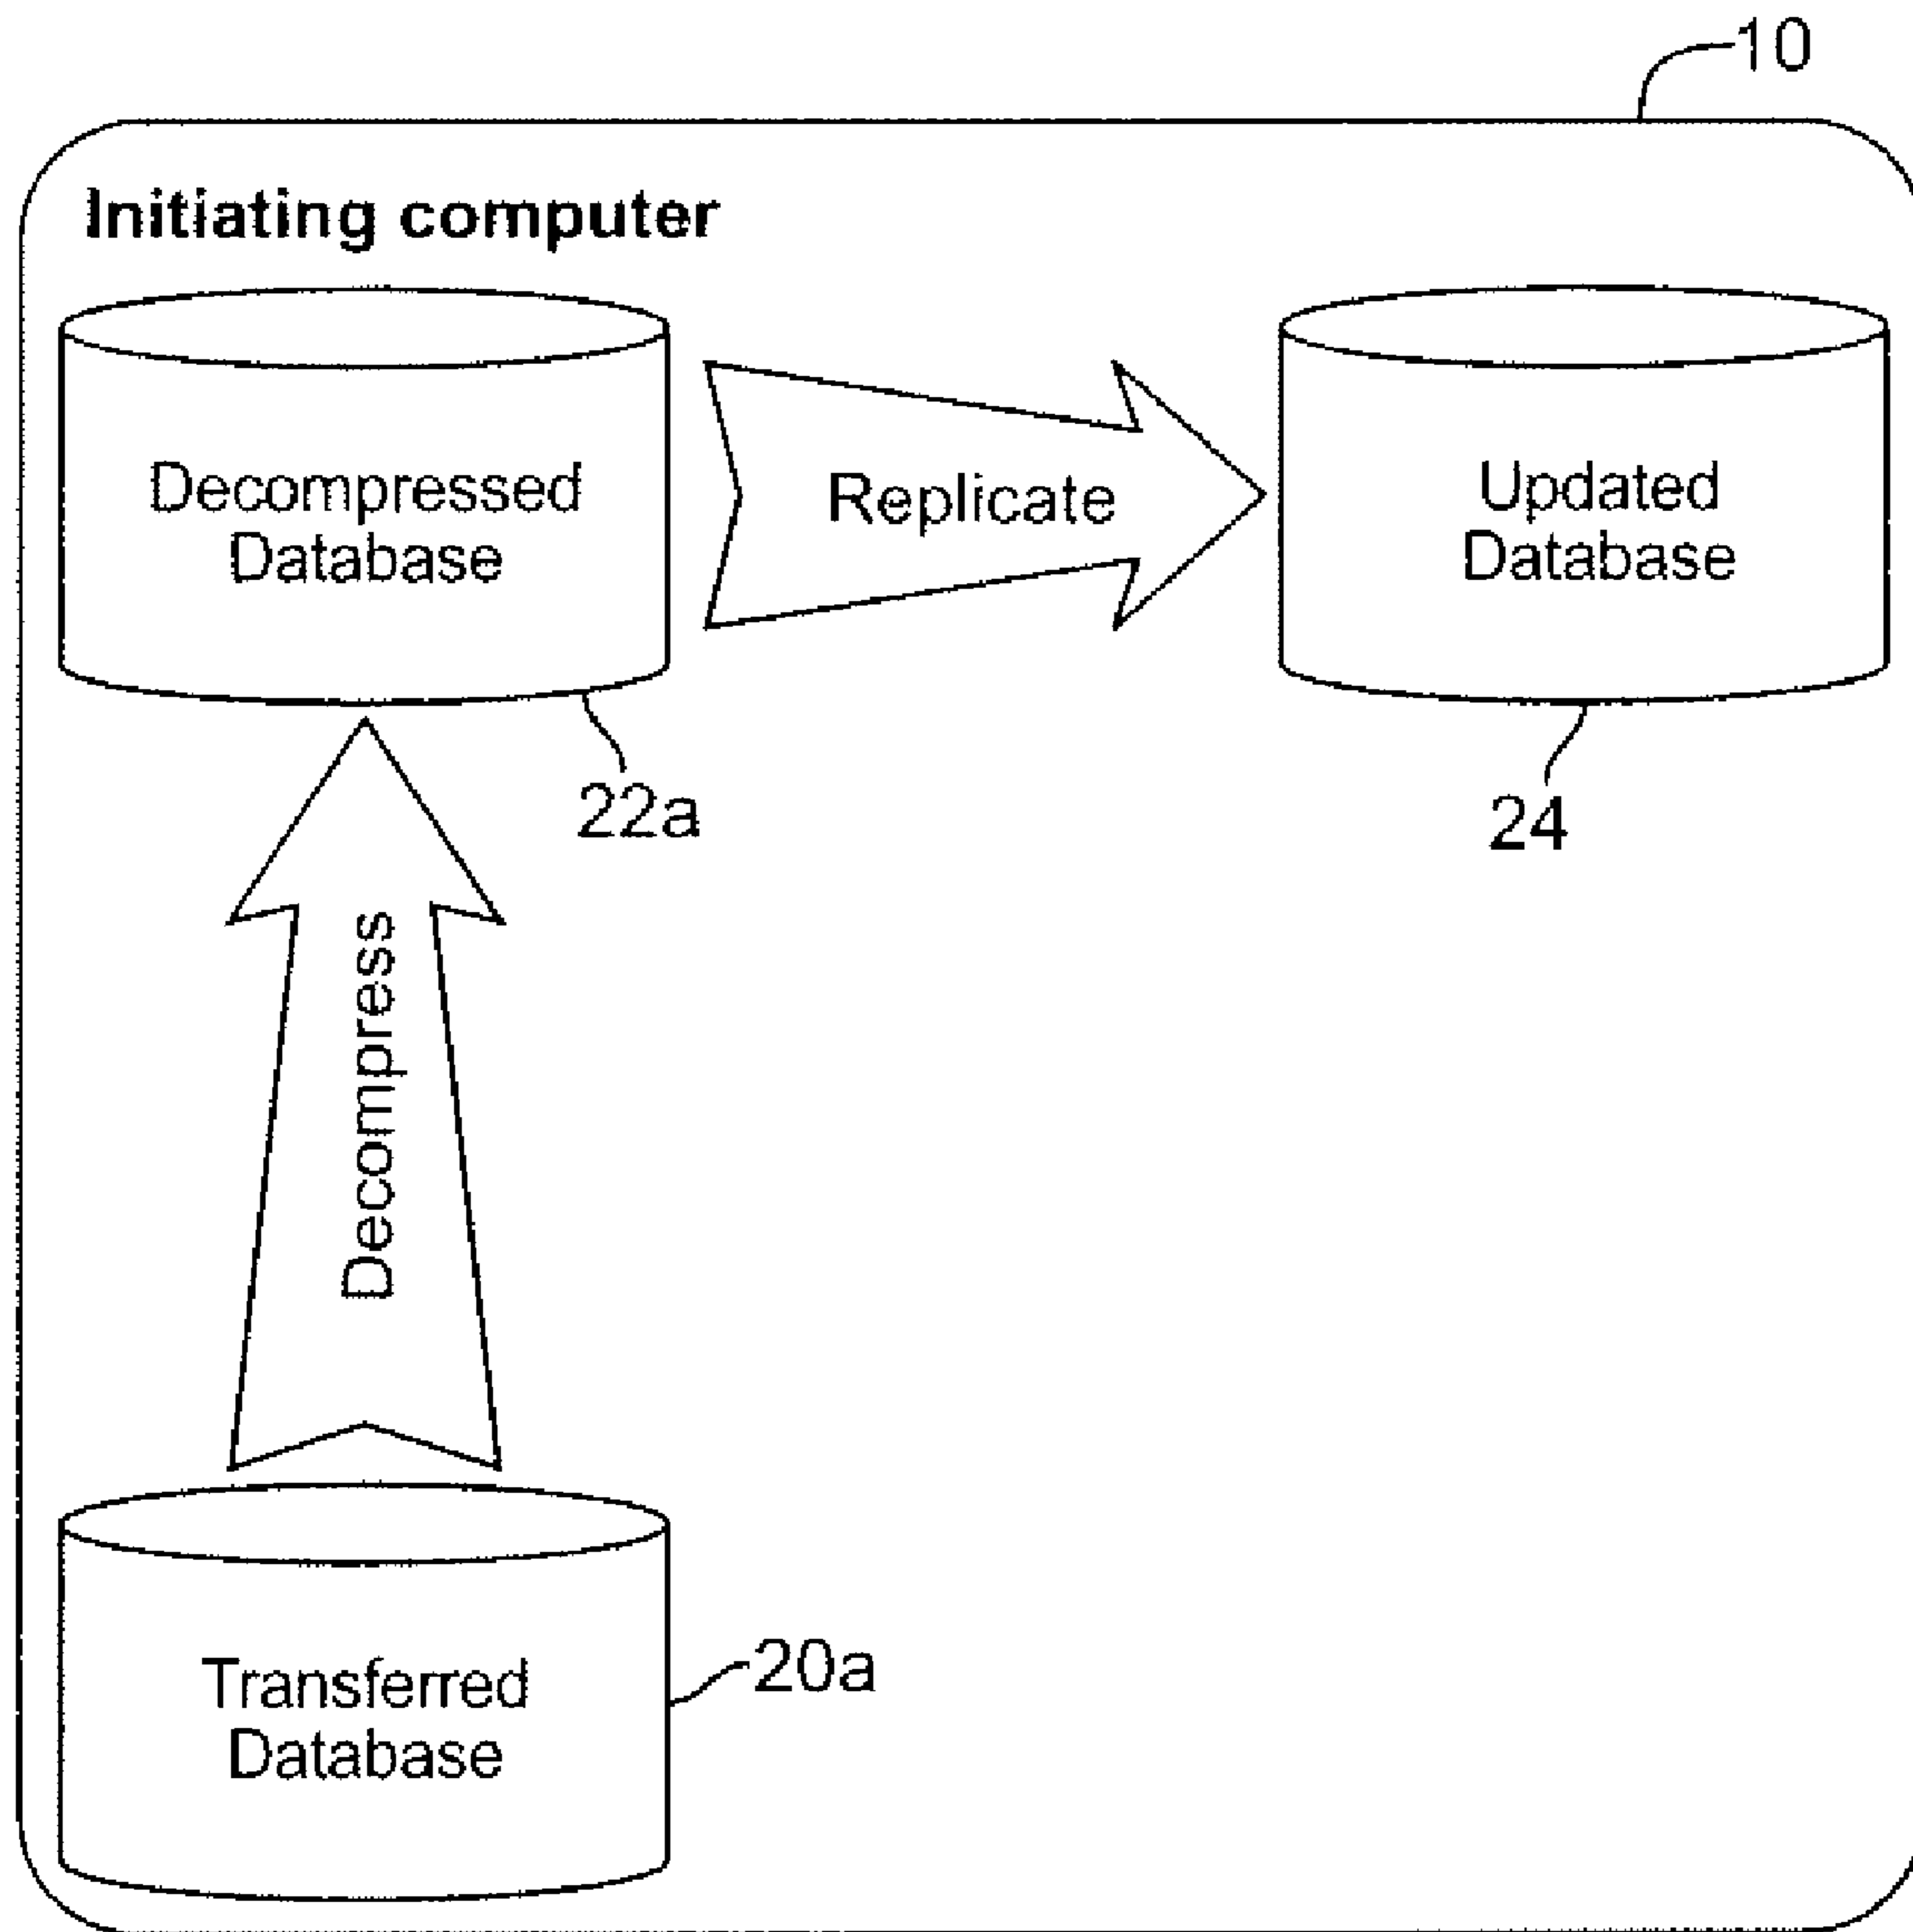 10
Initiating computer
Decompressed
Database
Replicate
Updated
Database
22a
24
Decompress
Transferred
Database
20a